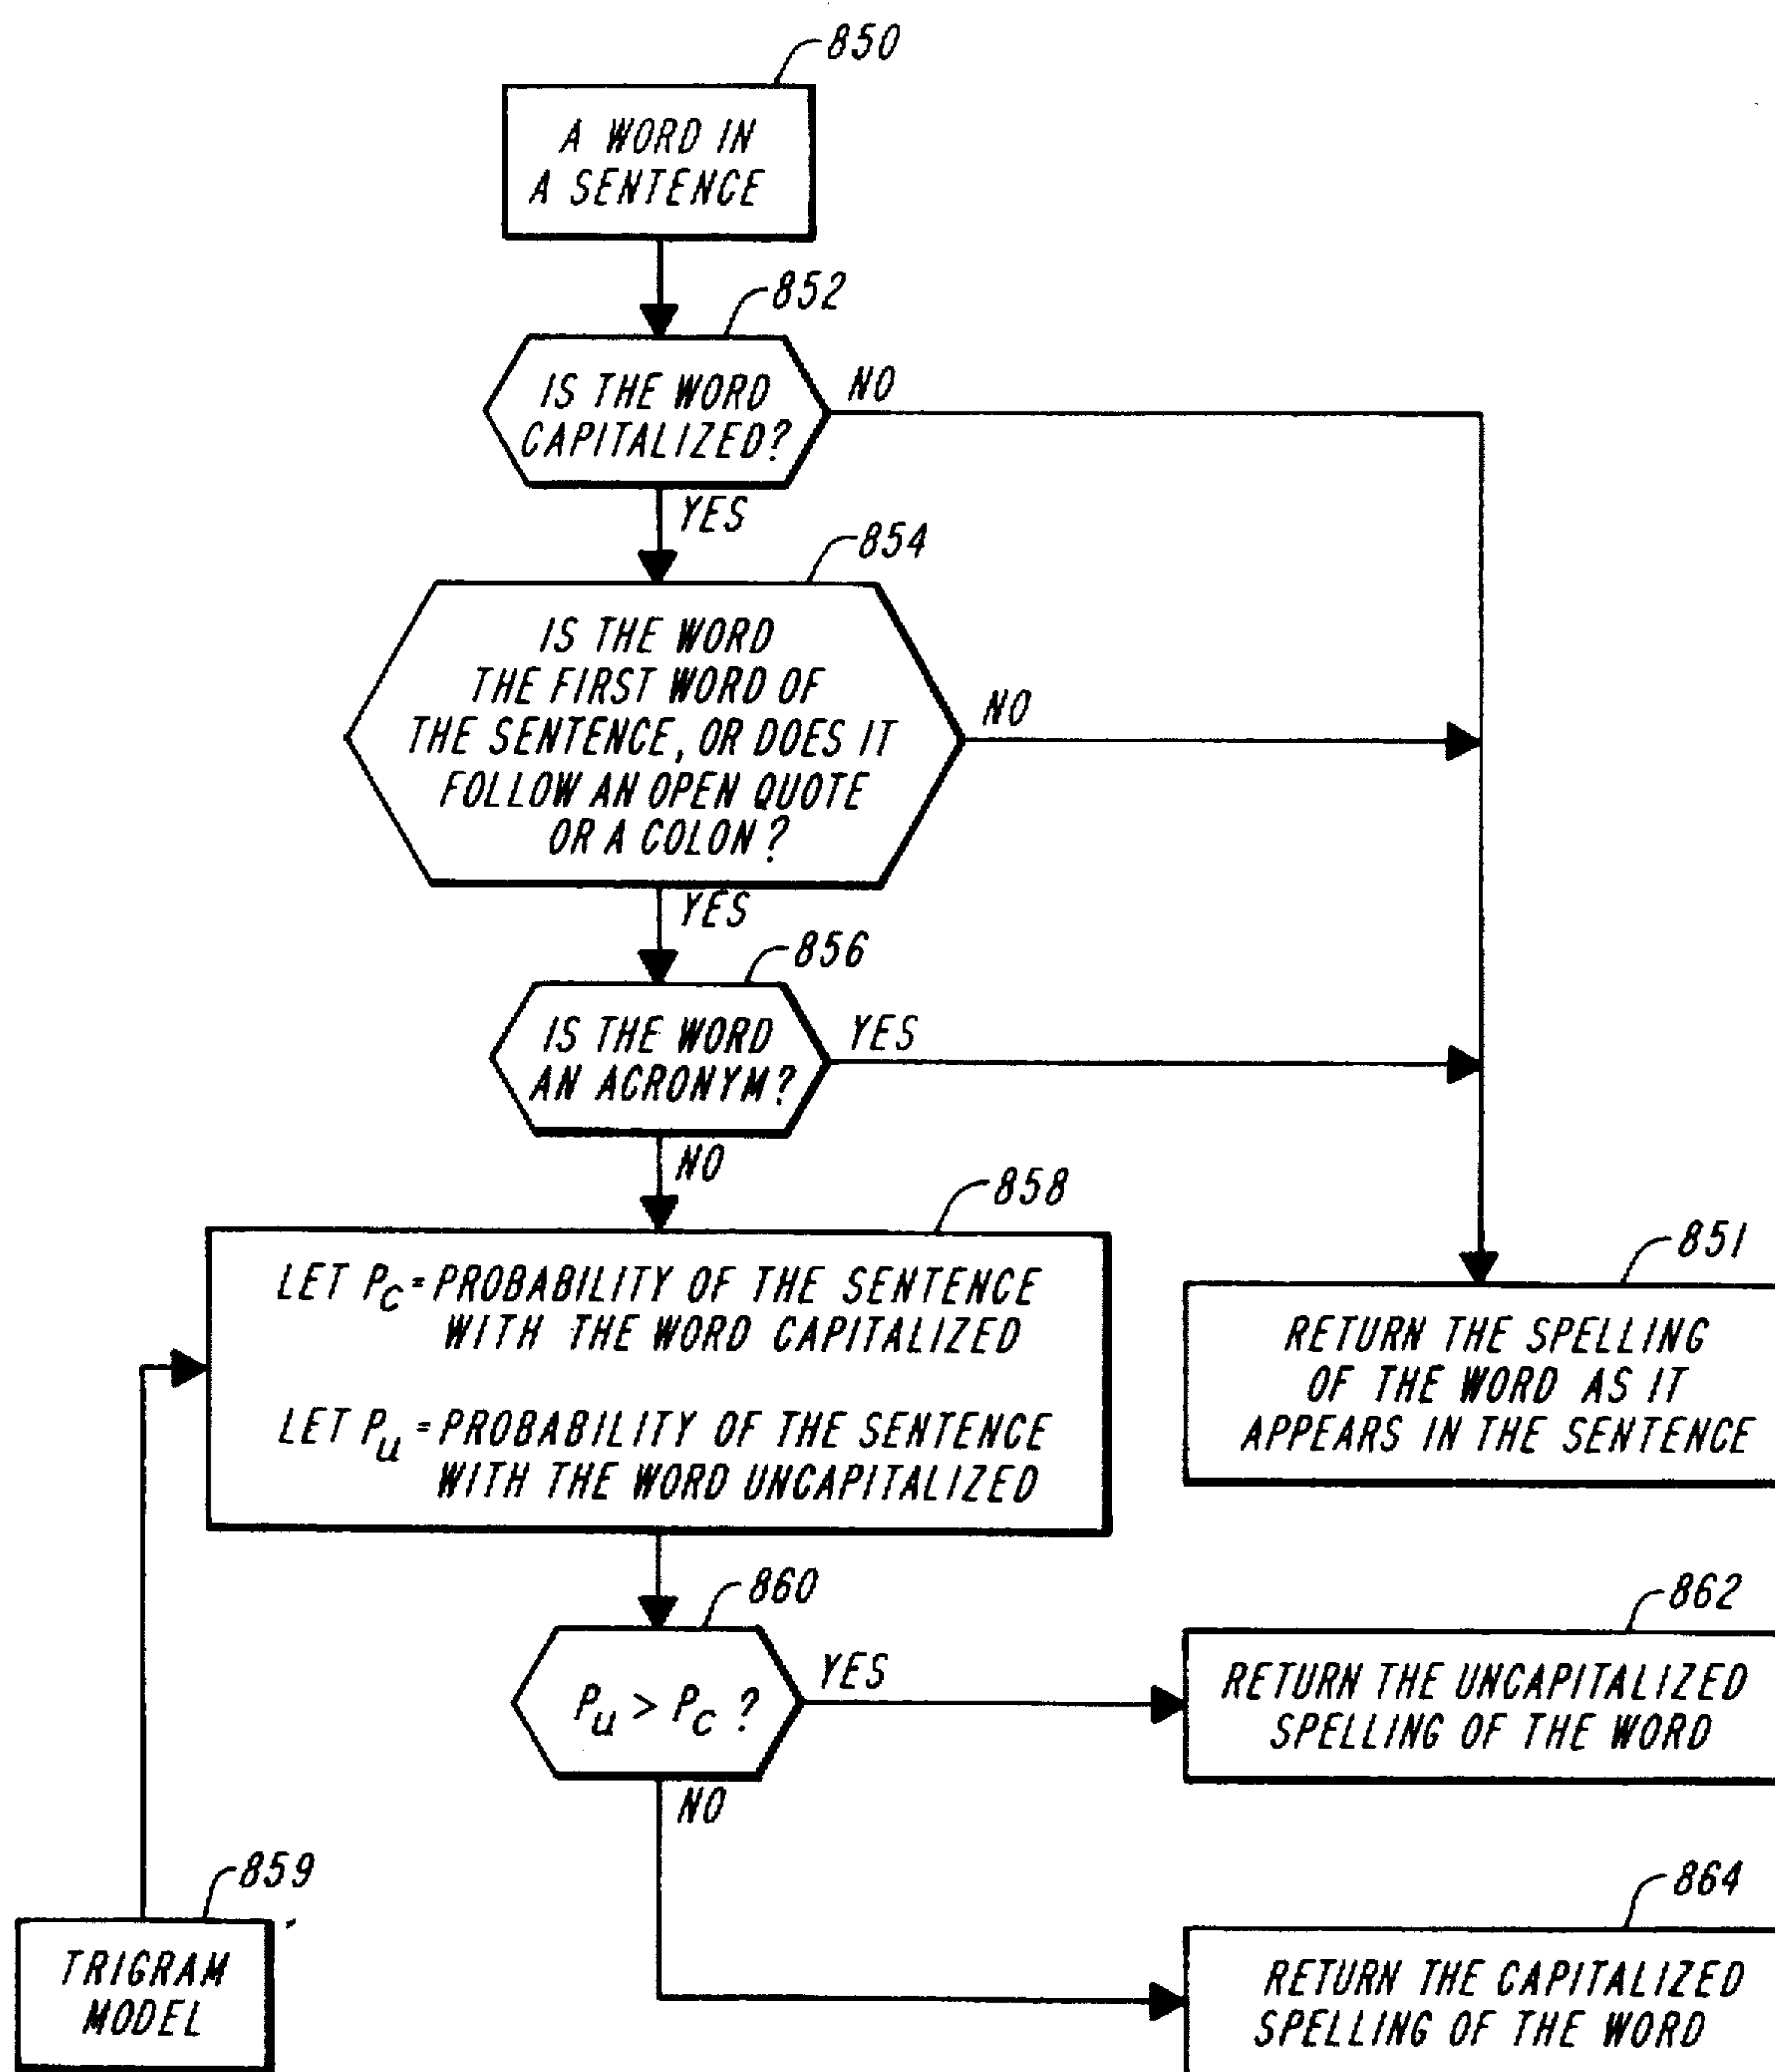 850
A WORD IN
A SENTENCE
852
IS THE WORD
CAPITALIZED?
NO
YES
854
IS THE WORD
THE FIRST WORD OF
THE SENTENCE, OR DOES IT
FOLLOW AN OPEN QUOTE
OR A COLON?
NO
YES
856
IS THE WORD
AN ACRONYM?
YES
NO
858
LET Pc = PROBABILITY OF THE SENTENCE
WITH THE WORD CAPITALIZED
LET Pu = PROBABILITY OF THE SENTENCE
WITH THE WORD UNCAPITALIZED
851
RETURN THE SPELLING
OF THE WORD AS IT
APPEARS IN THE SENTENCE
860
Pu > Pc ?
YES
NO
862
RETURN THE UNCAPITALIZED
SPELLING OF THE WORD
859
TRIGRAM
MODEL
864
RETURN THE CAPITALIZED
SPELLING OF THE WORD